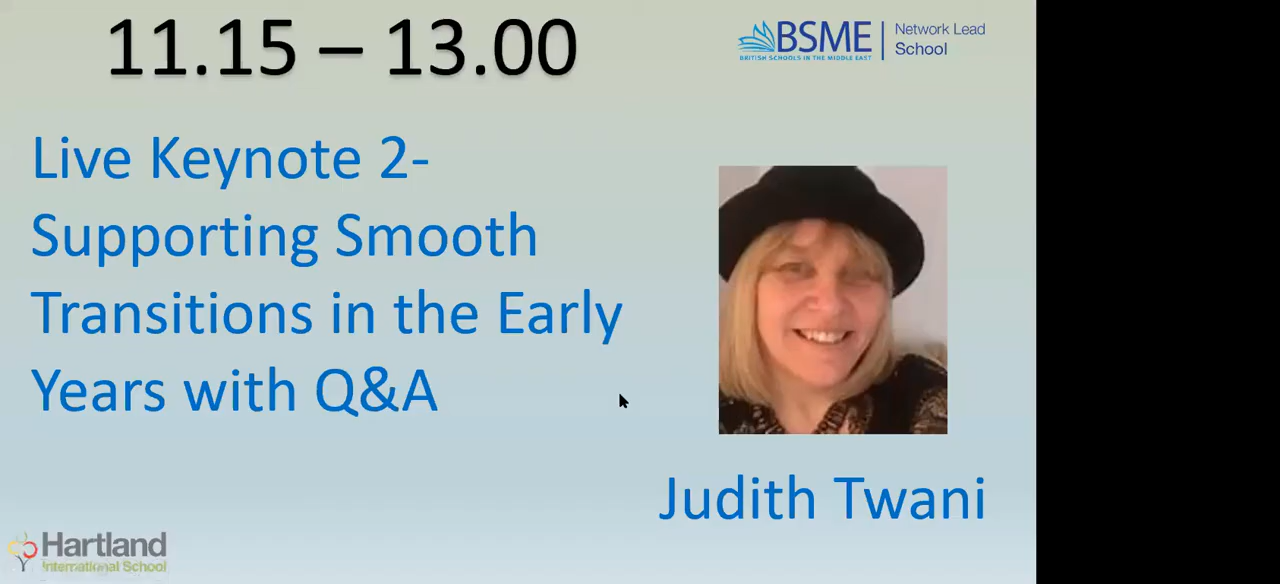 11.15 – 13.00
BSME
BRITISH SCHOOLS IN THE MIDDLE EAST
Network Lead
School
Live Keynote 2-
Supporting Smooth
Transitions in the Early
Years with Q&A
Judith Twani
Hartland
International School